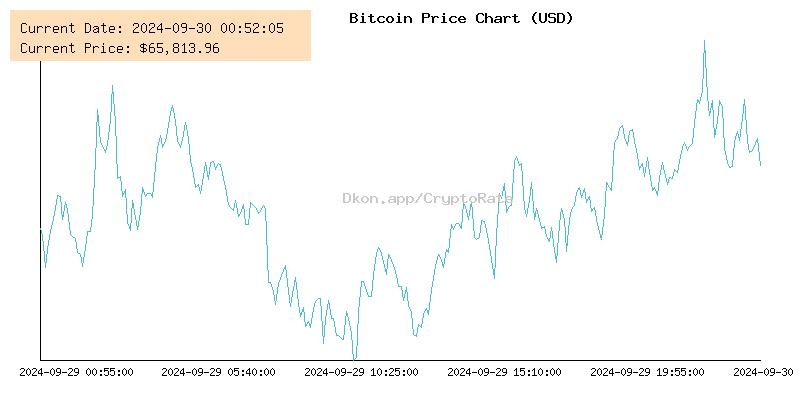 Bitcoin Price Chart (USD)
Current Date: 2024-09-30 00:52:05
Current Price: $65,813.96
Dkon.app/CryptoRate
2024-09-29 00:55:00 2024-09-29 05:40:00 2024-09-29 10:25:00 2024-09-29 15:10:00 2024-09-29 19:55:00 2024-09-30